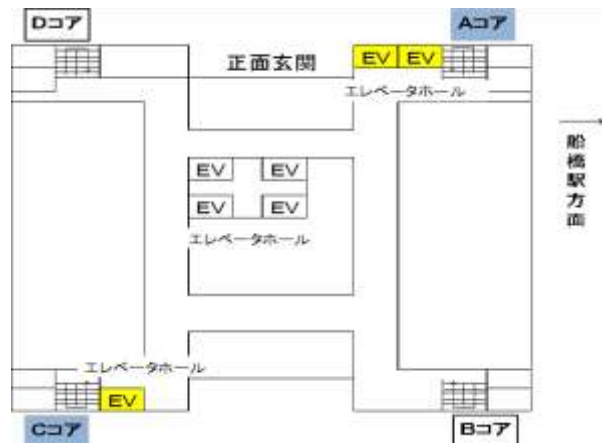 Dコア
Aコア
正面玄関
EV EV
エレベータホール
船橋駅方面
EV EV
EV EV
エレベータホール
エレベータホール
EV
Cコア
Bコア